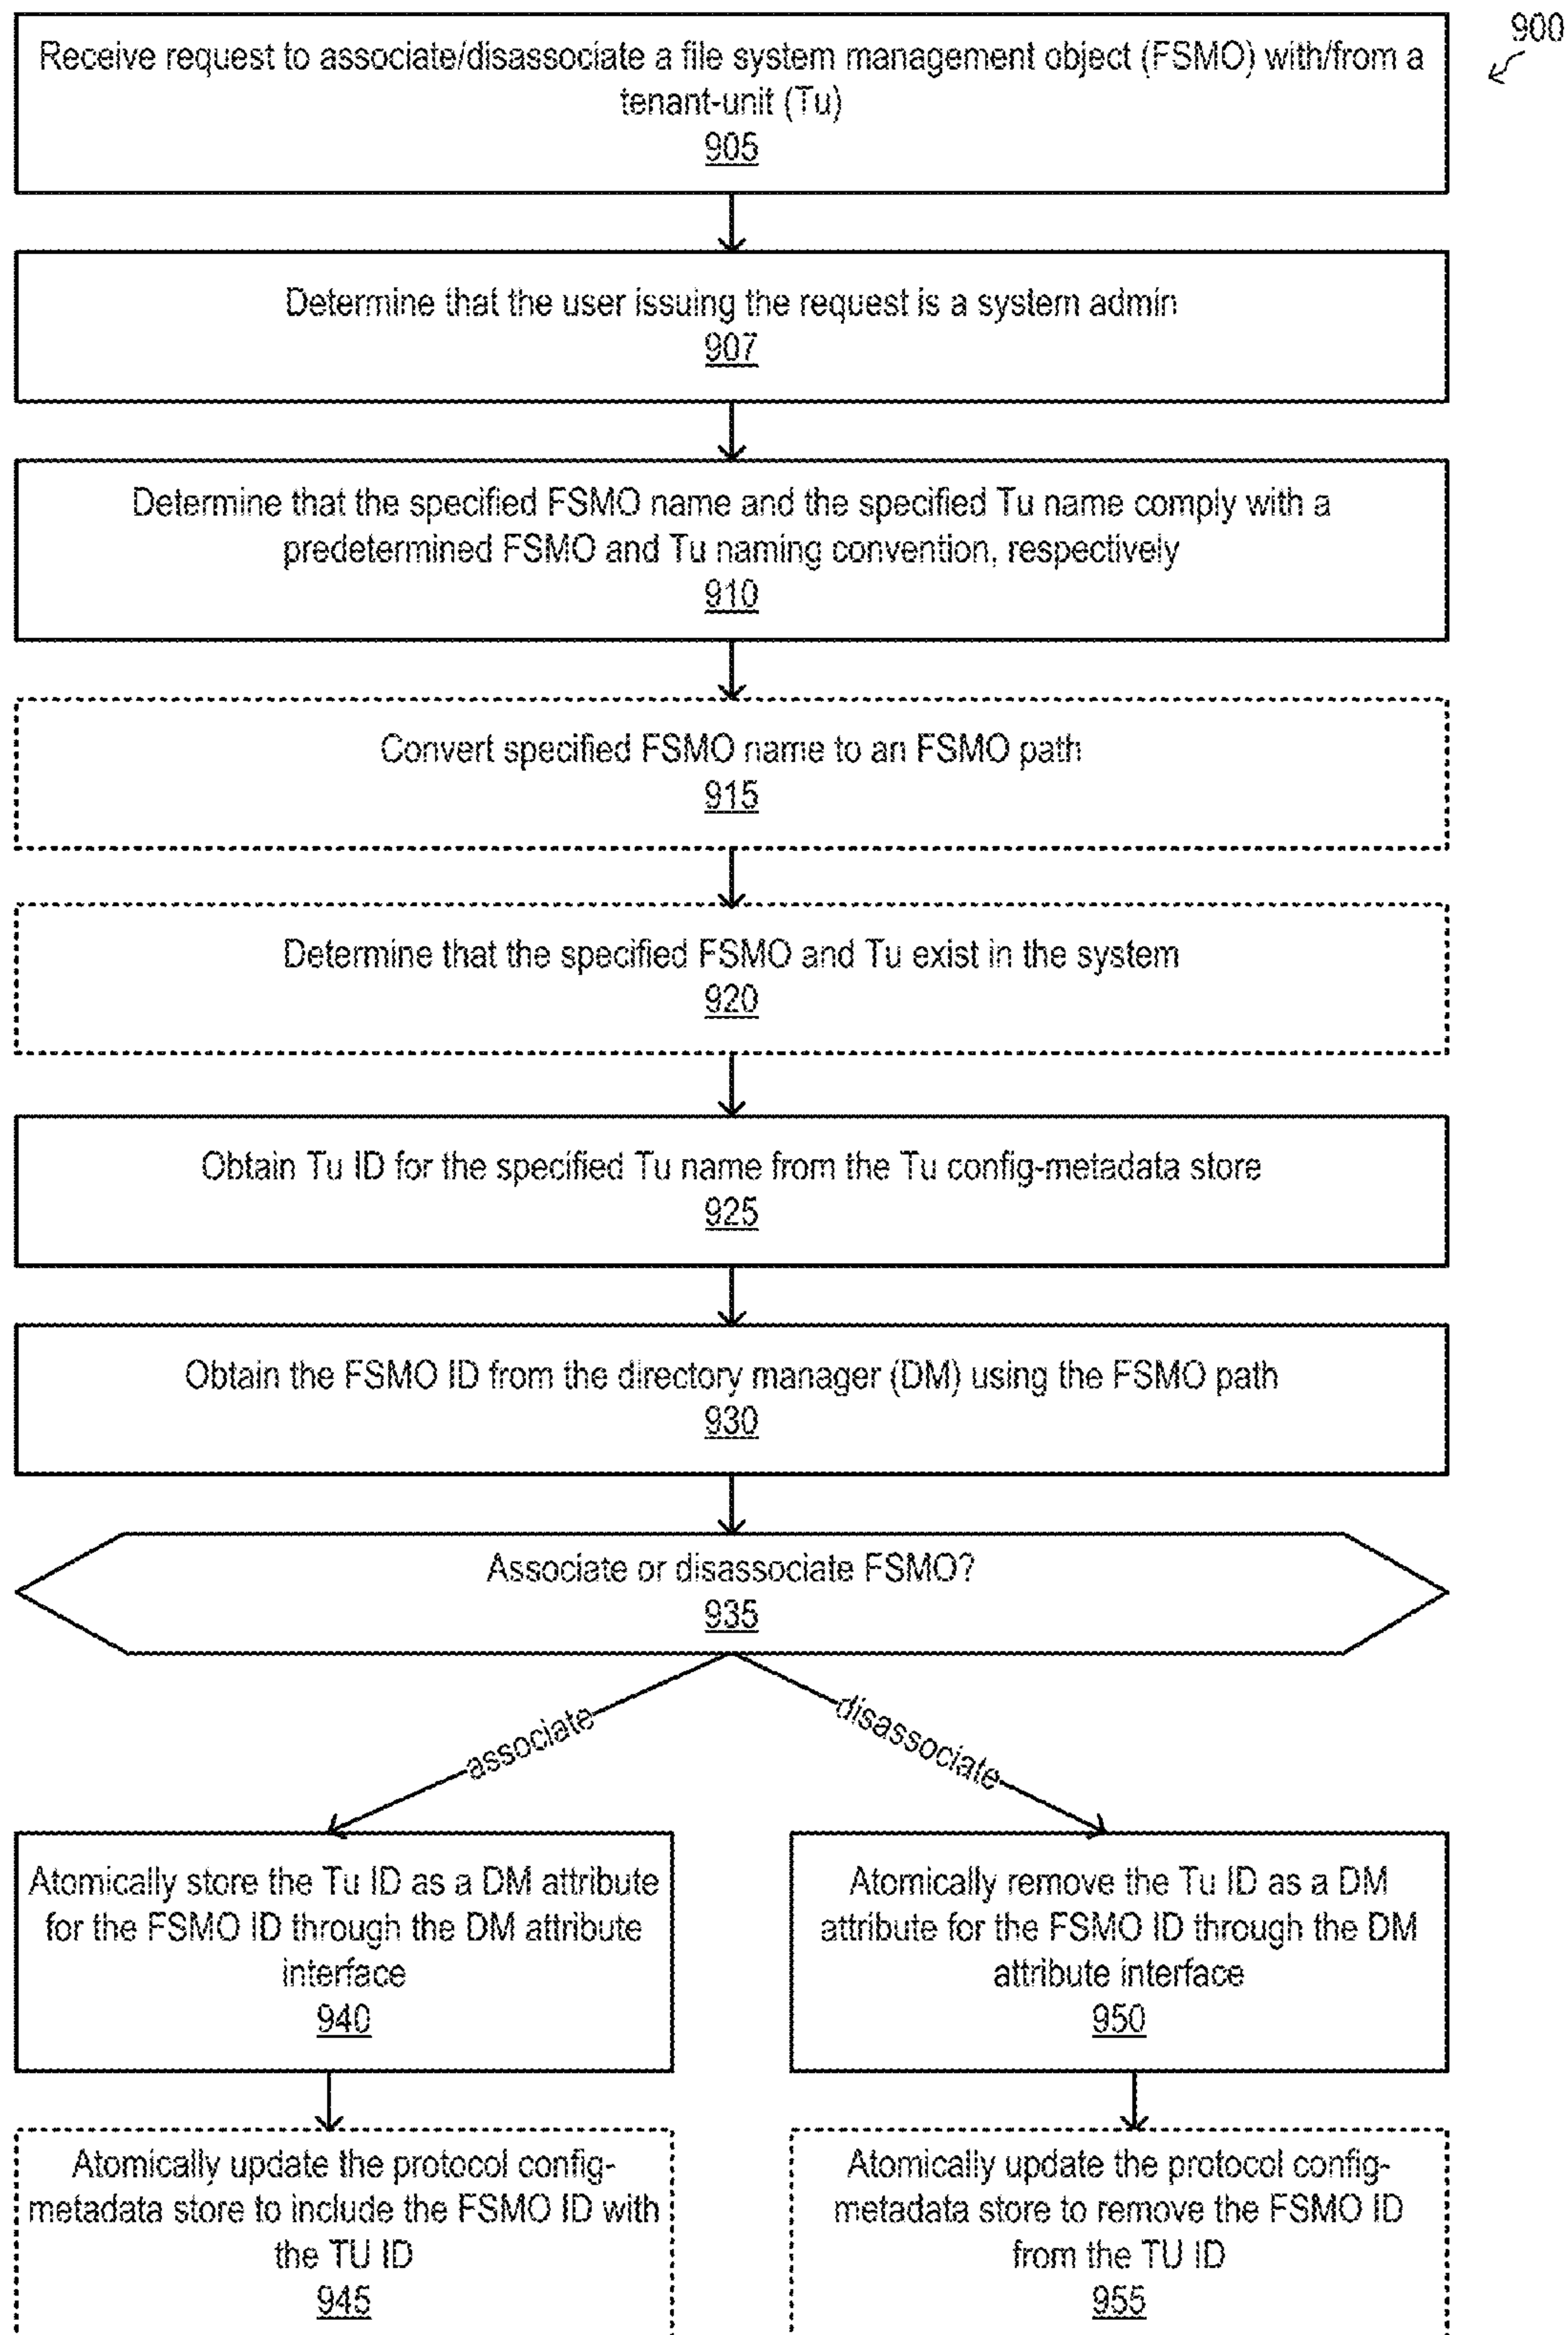 900
Receive request to associate/disassociate a file system management object (FSMO) with/from a
tenant-unit (Tu)
905
Determine that the user issuing the request is a system admin
907
Determine that the specified FSMO name and the specified Tu name comply with a
predetermined FSMO and Tu naming convention, respectively
910
Convert specified FSMO name to an FSMO path
915
Determine that the specified FSMO and Tu exist in the system
920
Obtain Tu ID for the specified Tu name from the Tu config-metadata store
925
Obtain the FSMO ID from the directory manager (DM) using the FSMO path
930
Associate or disassociate FSMO?
935
associate
disassociate
Atomically store the Tu ID as a DM attribute
for the FSMO ID through the DM attribute
interface
940
Atomically remove the Tu ID as a DM
attribute for the FSMO ID through the DM
attribute interface
950
Atomically update the protocol config-
metadata store to include the FSMO ID with
the TU ID
945
Atomically update the protocol config-
metadata store to remove the FSMO ID
from the TU ID
955